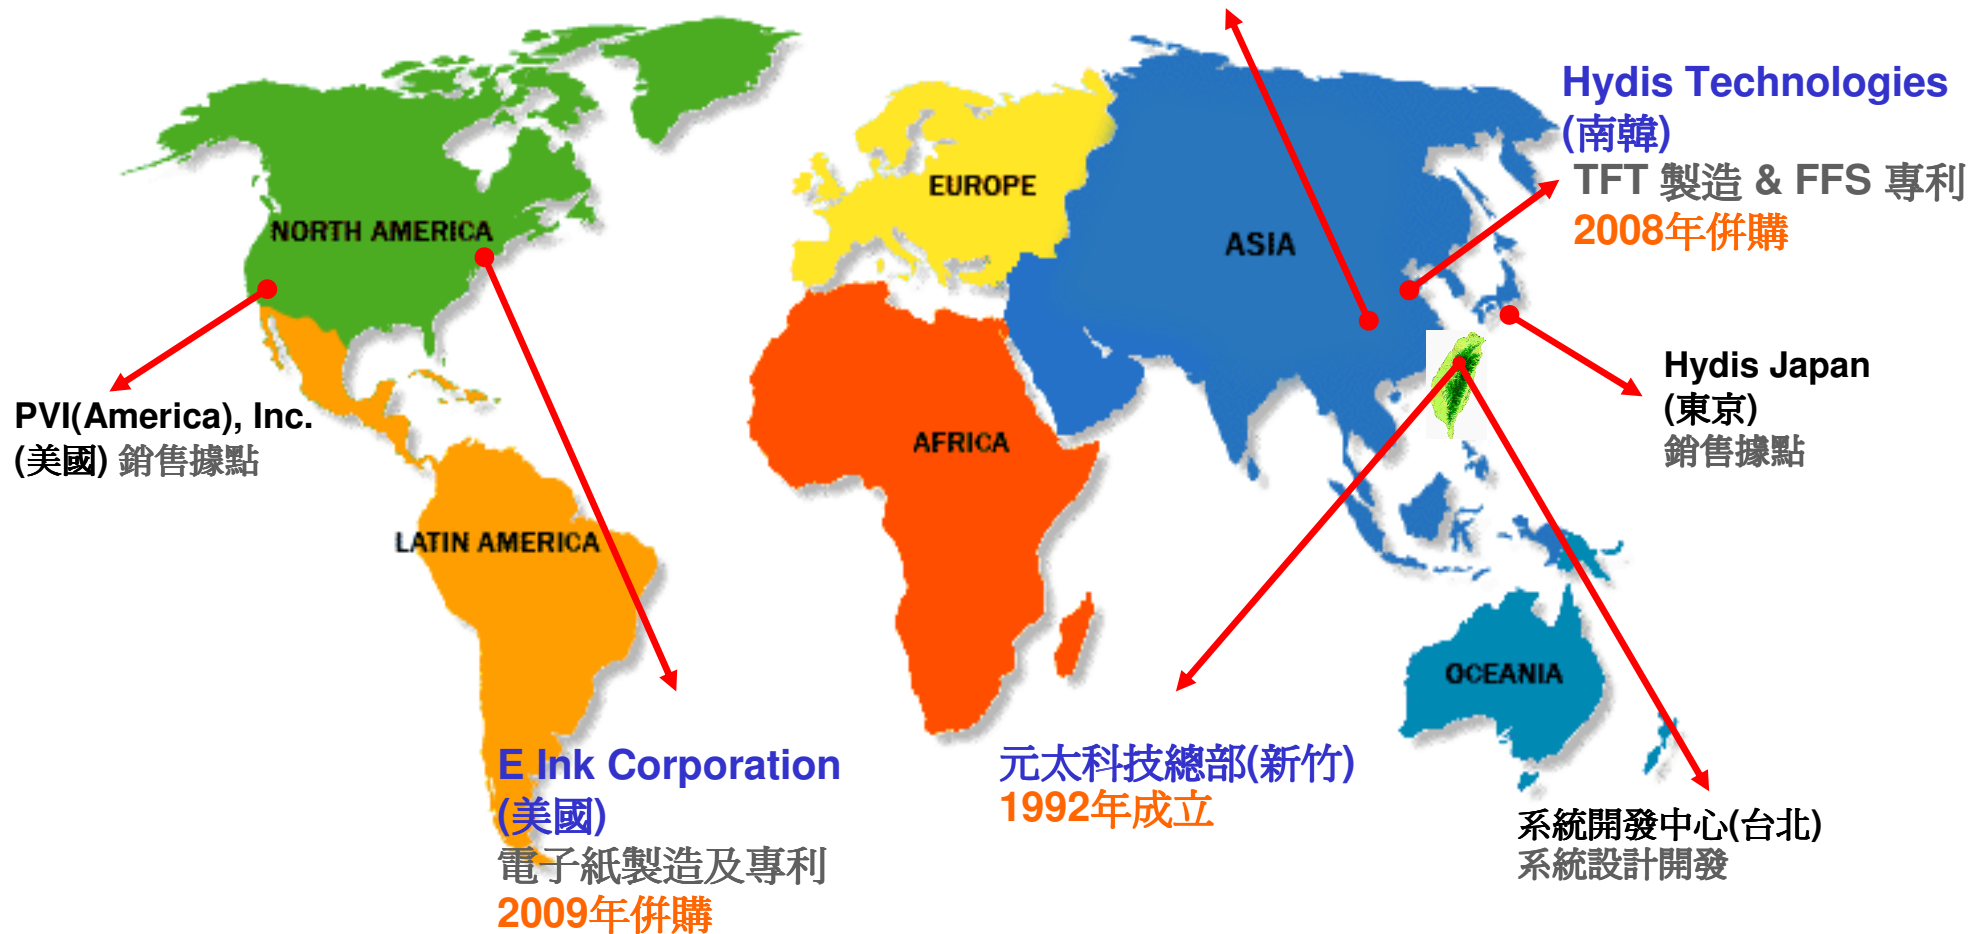 Hydis Technologies
(南韓)
TFT 製造 & FFS 專利
2008年併購
EUROPE
NORTH AMERICA
ASIA
Hydis Japan
(東京)
銷售據點
PVI(America), Inc.
(美國) 銷售據點
AFRICA
LATIN AMERICA
OCEANIA
E Ink Corporation
(美國)
電子紙製造及專利
2009年併購
元太科技總部(新竹)
1992年成立
系統開發中心(台北)
系統設計開發